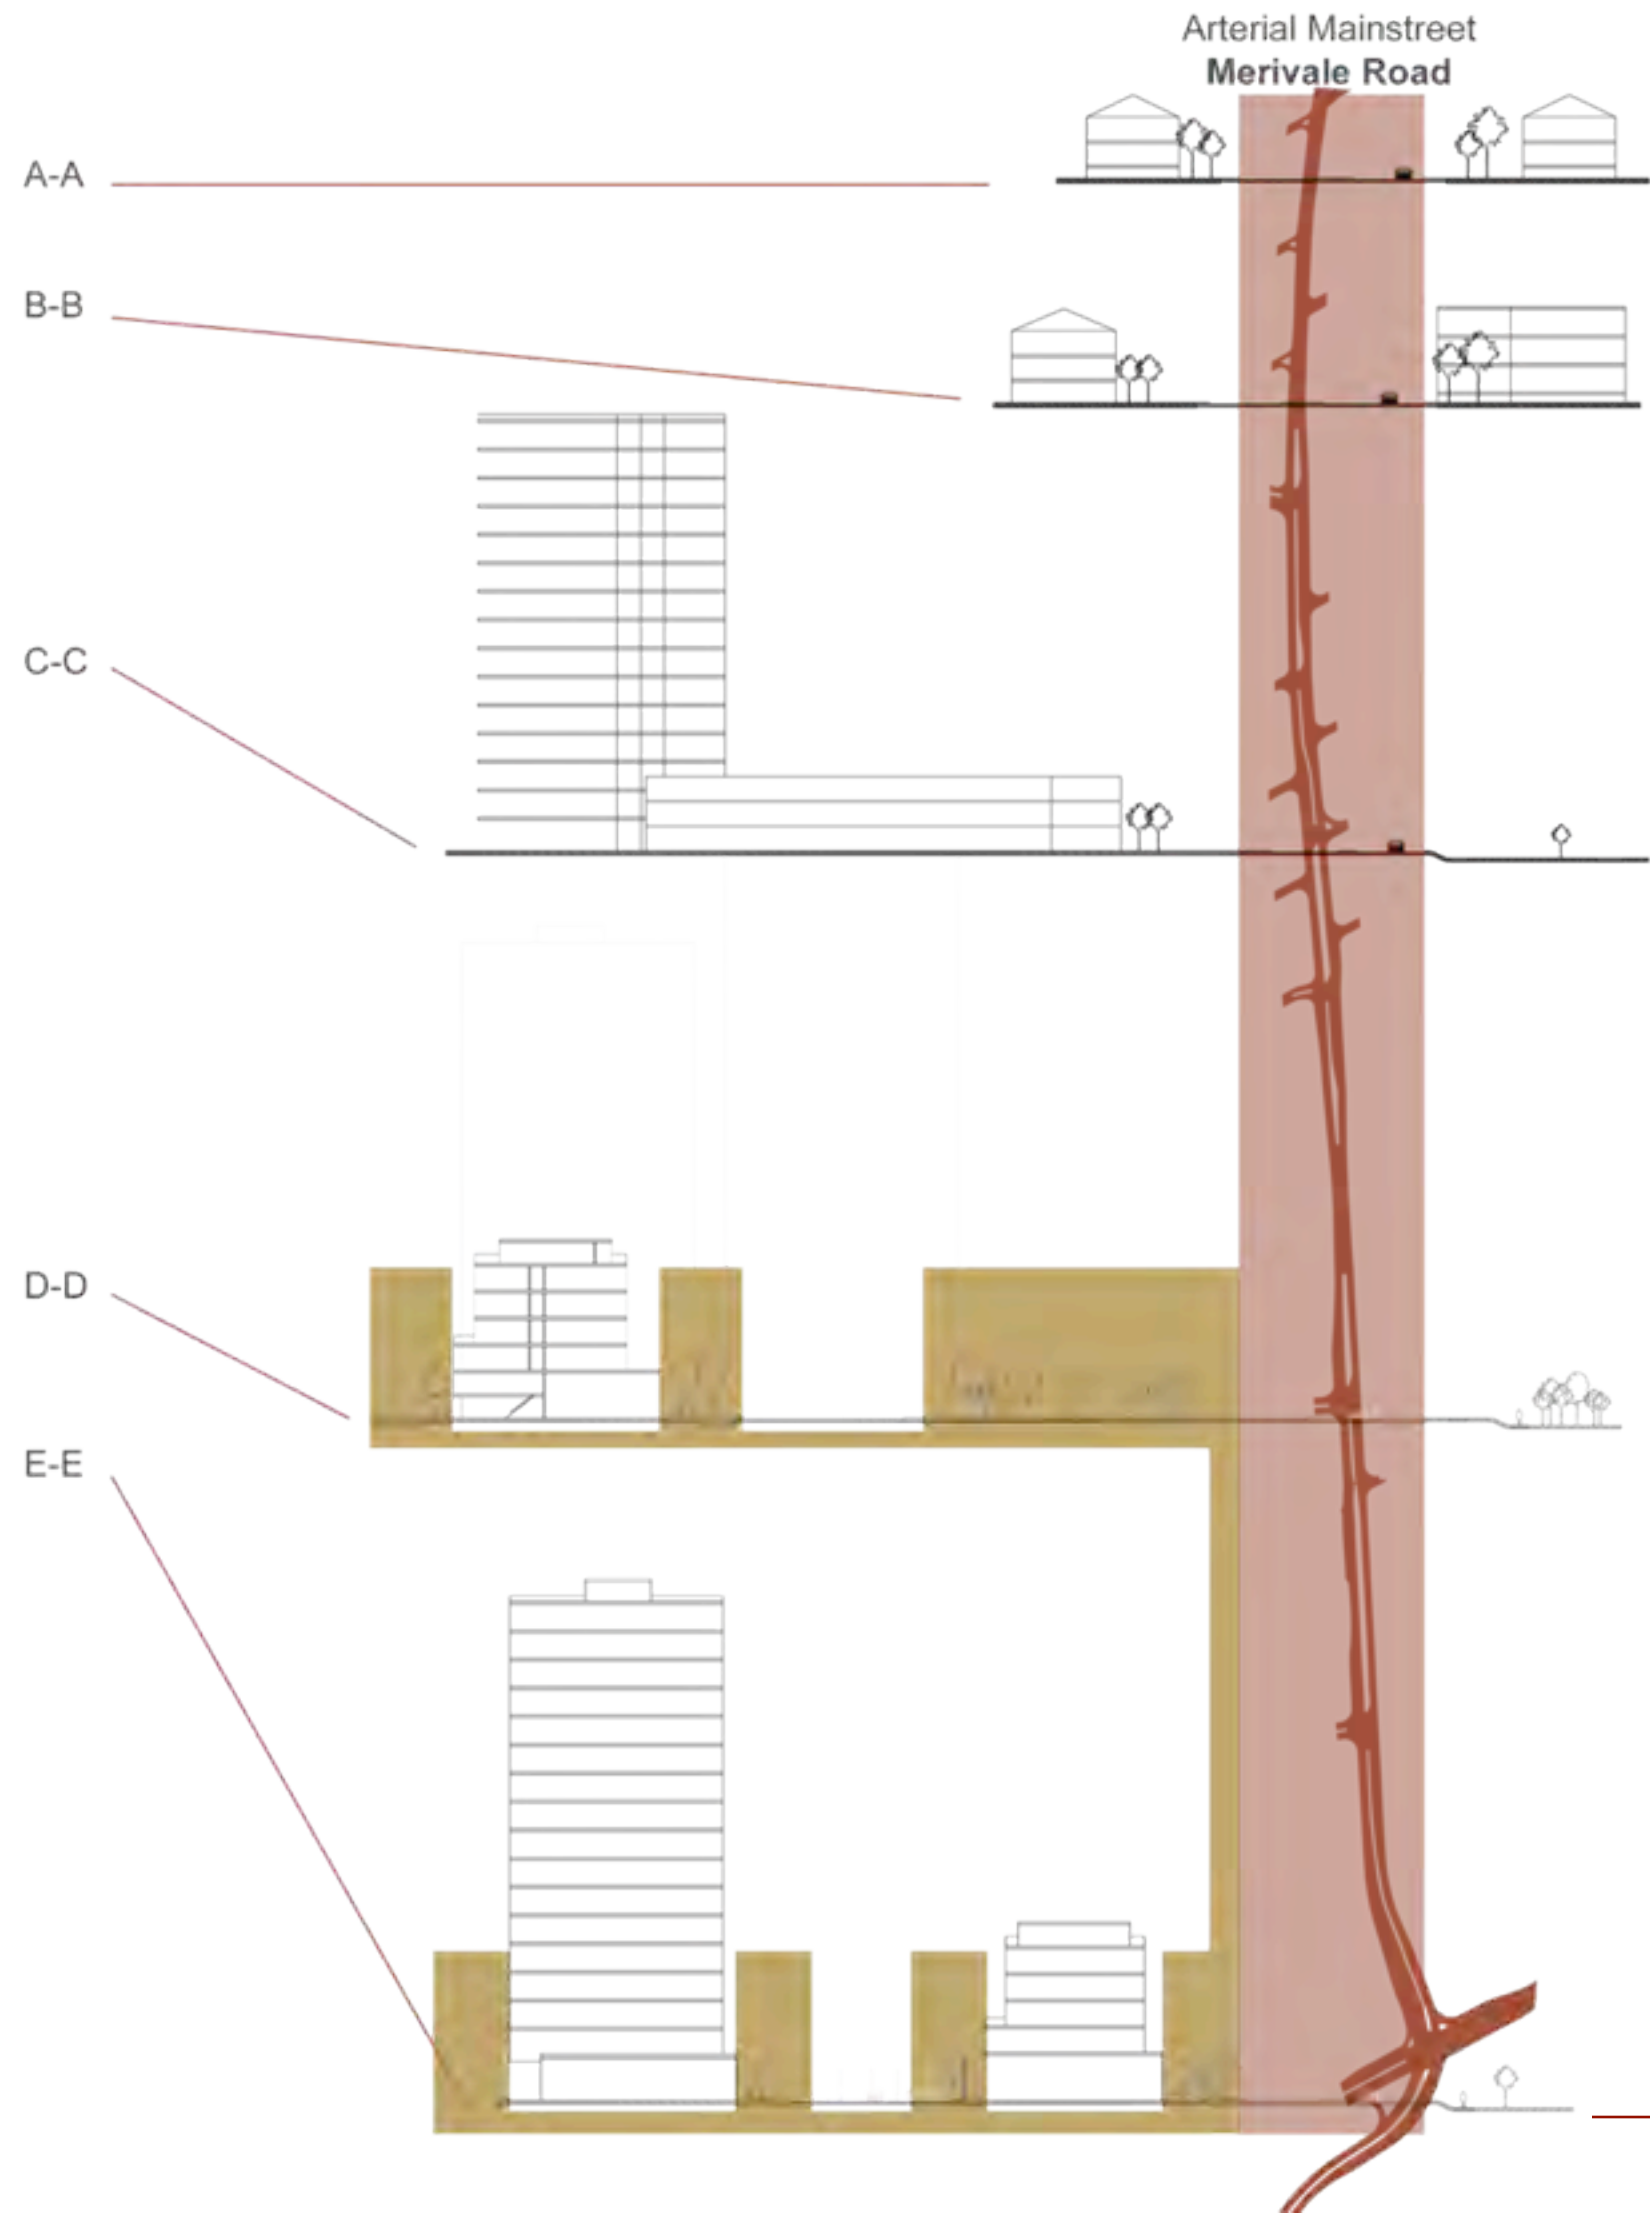 Arterial Mainstreet
Merivale Road
A-A
B-B
C-C
D-D
E-E